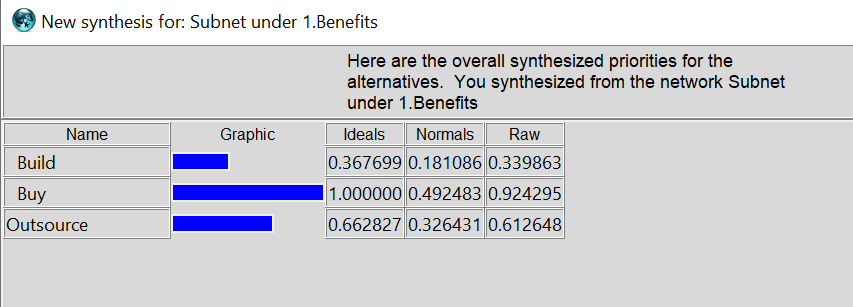 New synthesis for: Subnet under 1.Benefits
Here are the overall synthesized priorities for the
alternatives.  You synthesized from the network Subnet
under 1.Benefits
Name Graphic Ideals Normals Raw
Build 0.367699 0.181086 0.339863
Buy 1.000000 0.492483 0.924295
Outsource 0.662827 0.326431 0.612648